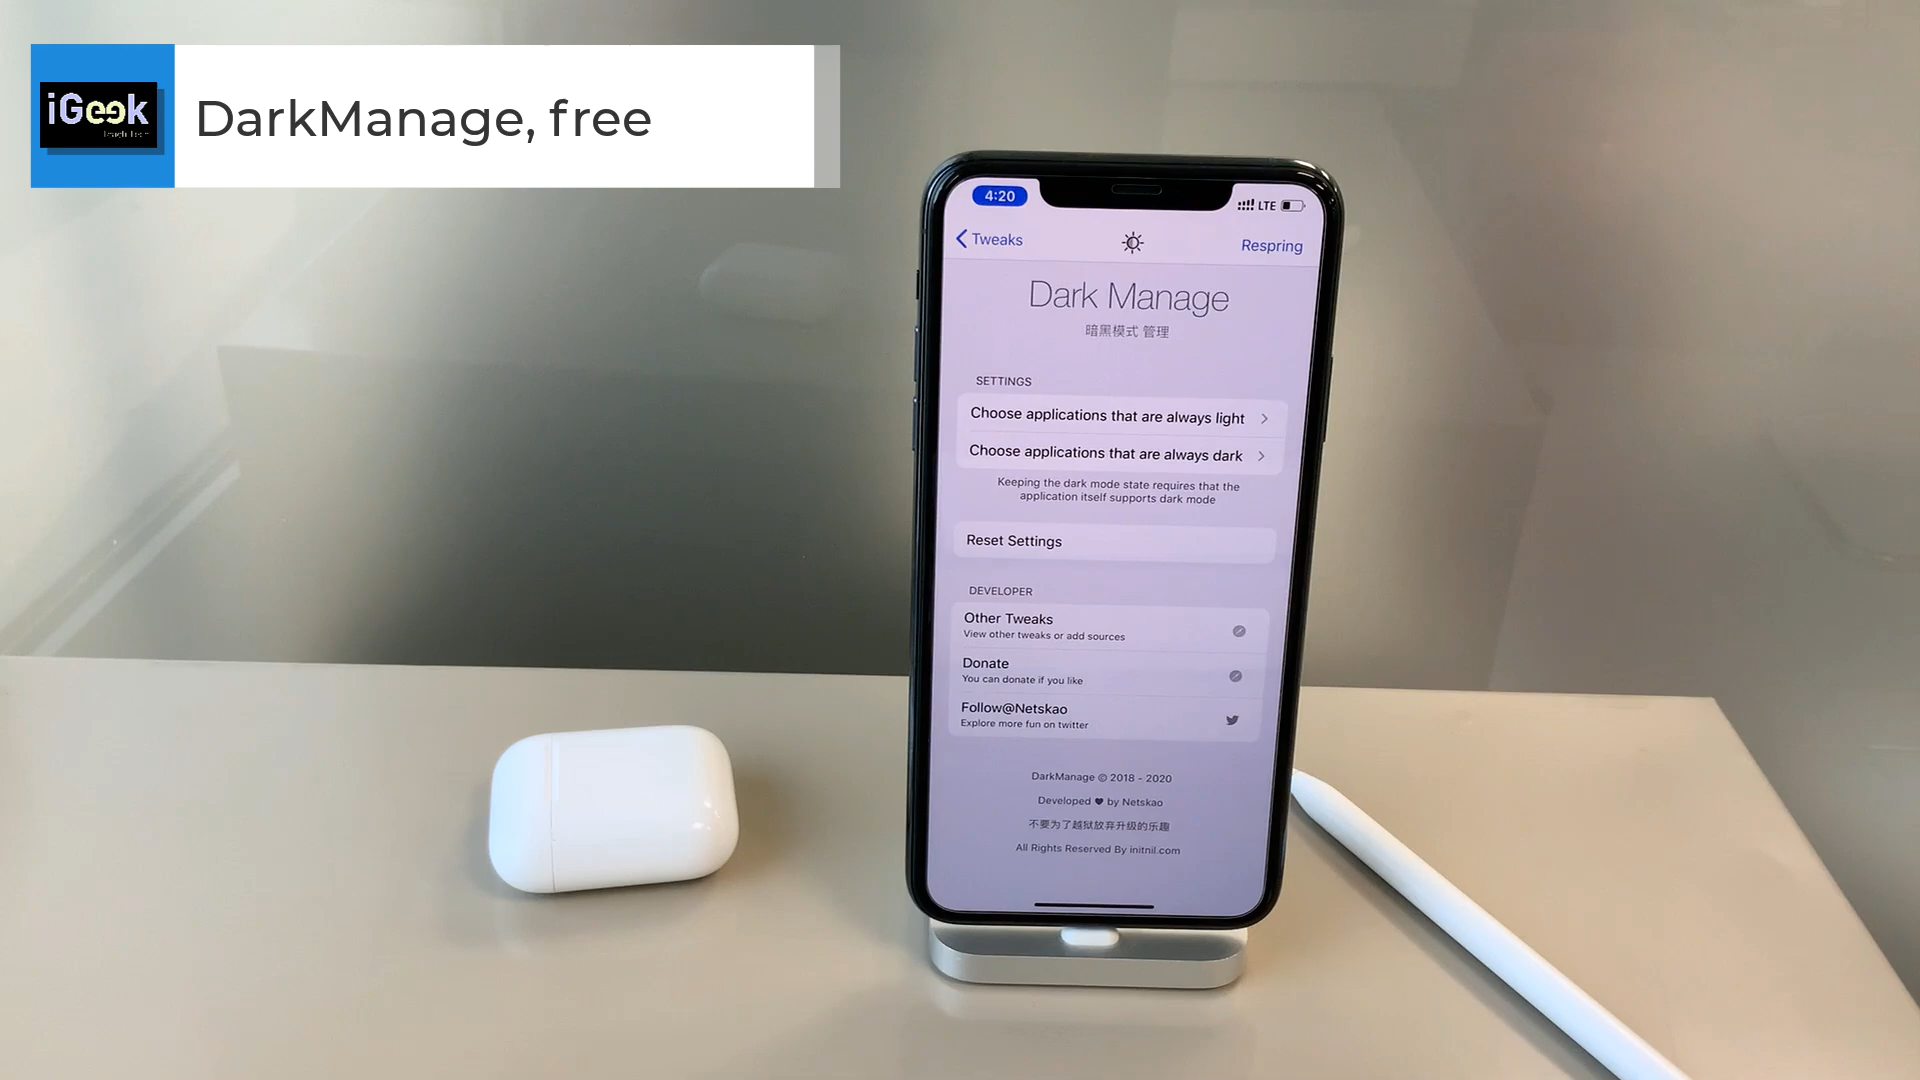 iGeek
DarkManage, free
4:20
LTE
Tweaks
Respring
Dark Manage
暗黑模式 管理
SETTINGS
Choose applications that are always light
Choose applications that are always dark
Keeping the dark mode state requires that the
application itself supports dark mode
Reset Settings
DEVELOPER
Other Tweaks
View other tweaks or add sources
Donate
You can donate if you like
Follow@Netskao
Explore more fun on twitter
DarkManage © 2018 - 2020
Developed ♥ by Netskao
不要为了越狱放弃升级的乐趣
All Rights Reserved By initnil.com